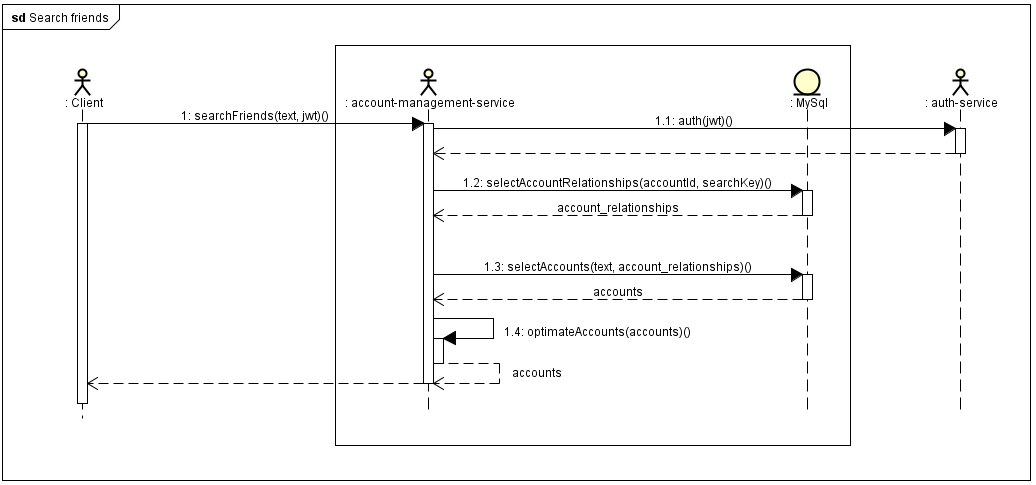 sd Search friends
: Client
: account-management-service
: MySql
: auth-service
1: searchFriends(text, jwt)()
1.1: auth(jwt)()
1.2: selectAccountRelationships(accountId, searchKey)()
account_relationships
1.3: selectAccounts(text, account_relationships)()
accounts
1.4: optimateAccounts(accounts)()
accounts